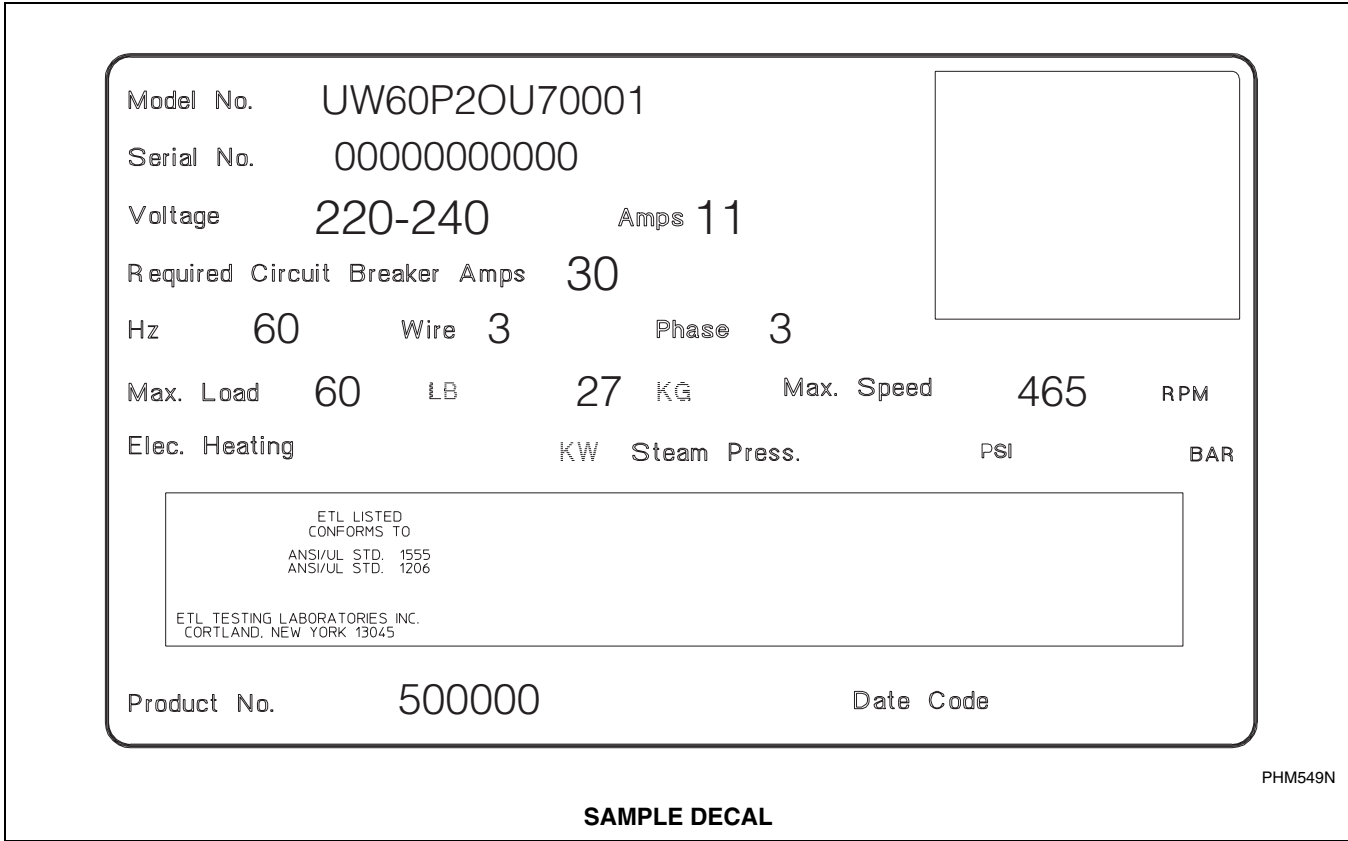 Model No. UW60P2OU70001
Serial No. 00000000000
Voltage 220-240 Amps 11
Required Circuit Breaker Amps 30
Hz 60 Wire 3 Phase 3
Max. Load 60 LB 27 KG Max. Speed 465 RPM
Elec. Heating KW Steam Press. PSI BAR
ETL LISTED
CONFORMS TO
ANSI/UL STD. 1555
ANSI/UL STD. 1206
ETL TESTING LABORATORIES INC.
CORTLAND, NEW YORK 13045
Product No. 500000 Date Code
PHM549N
SAMPLE DECAL